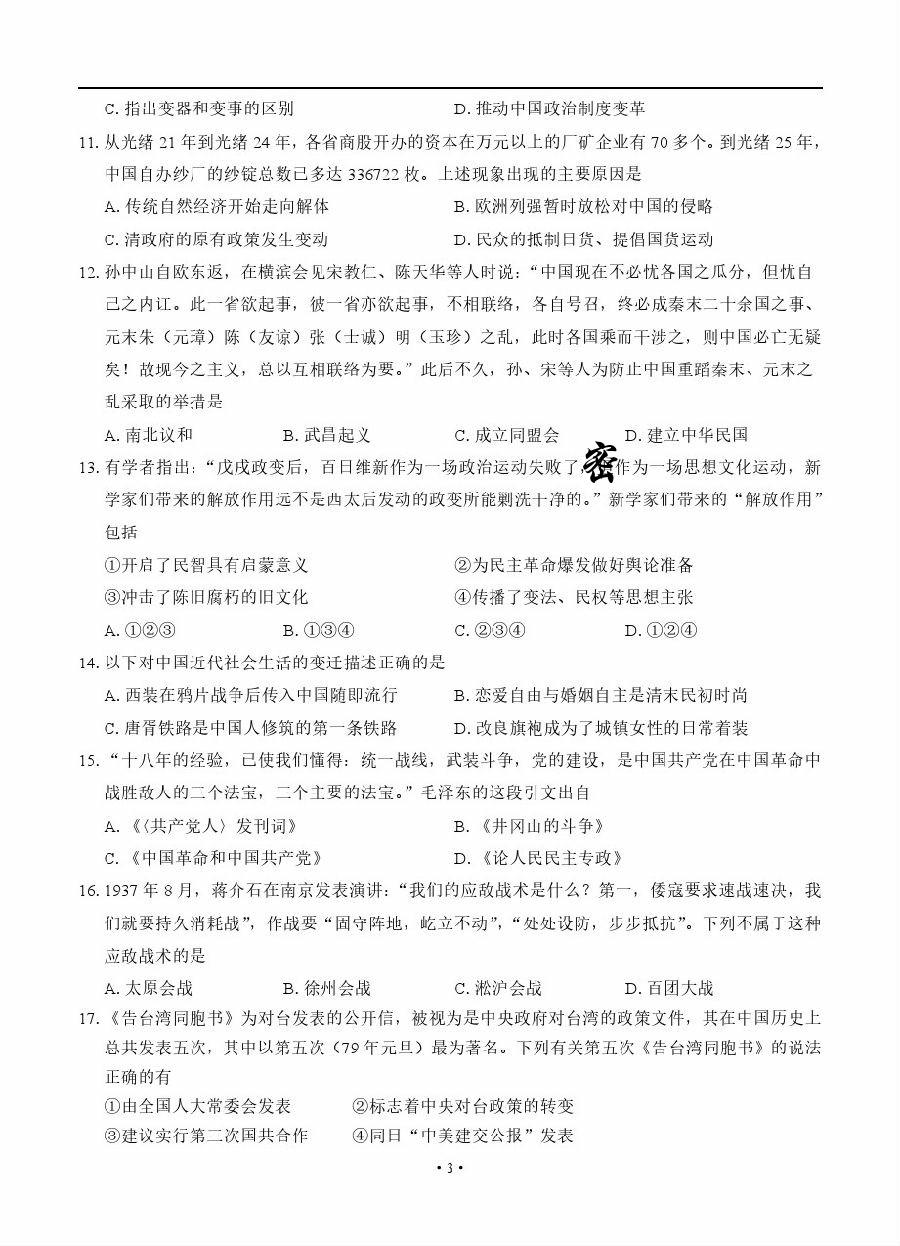 C. 指出变器和变事的区别 D. 推动中国政治制度变革
11. 从光绪 21 年到光绪 24 年，各省商股开办的资本在万元以上的厂矿企业有 70 多个。到光绪 25 年，
中国自办纱厂的纱锭总数已多达 336722 枚。上述现象出现的主要原因是
A. 传统自然经济开始走向解体 B. 欧洲列强暂时放松对中国的侵略
C. 清政府的原有政策发生变动 D. 民众的抵制日货、提倡国货运动
12. 孙中山自欧东返，在横滨会见宋教仁、陈天华等人时说：“中国现在不必忧各国之瓜分，但忧自
己之内讧。此一省欲起事，彼一省亦欲起事，不相联络，各自号召，终必成秦末二十余国之事、
元末朱（元璋）陈（友谅）张（士诚）明（玉珍）之乱，此时各国乘而干涉之，则中国必亡无疑
矣！故现今之主义，总以互相联络为要。”此后不久，孙、宋等人为防止中国重蹈秦末、元末之
乱采取的举措是
A. 南北议和 B. 武昌起义 C. 成立同盟会 D. 建立中华民国
13. 有学者指出：“戊戌政变后，百日维新作为一场政治运动失败了，作为一场思想文化运动，新
密
学家们带来的解放作用远不是西太后发动的政变所能剿洗干净的。”新学家们带来的“解放作用”
包括
①开启了民智具有启蒙意义 ②为民主革命爆发做好舆论准备
③冲击了陈旧腐朽的旧文化 ④传播了变法、民权等思想主张
A. ①②③ B. ①③④ C. ②③④ D. ①②④
14. 以下对中国近代社会生活的变迁描述正确的是
A. 西装在鸦片战争后传入中国随即流行 B. 恋爱自由与婚姻自主是清末民初时尚
C. 唐胥铁路是中国人修筑的第一条铁路 D. 改良旗袍成为了城镇女性的日常着装
15. “十八年的经验，已使我们懂得：统一战线，武装斗争，党的建设，是中国共产党在中国革命中
战胜敌人的三个法宝，三个主要的法宝。”毛泽东的这段引文出自
A. 《〈共产党人〉发刊词》 B. 《井冈山的斗争》
C. 《中国革命和中国共产党》 D. 《论人民民主专政》
16. 1937 年 8 月，蒋介石在南京发表演讲：“我们的应敌战术是什么？第一，倭寇要求速战速决，我
们就要持久消耗战”，作战要“固守阵地，屹立不动”，“处处设防，步步抵抗”。下列不属于这种
应敌战术的是
A. 太原会战 B. 徐州会战 C. 淞沪会战 D. 百团大战
17. 《告台湾同胞书》为对台发表的公开信，被视为是中央政府对台湾的政策文件，其在中国历史上
总共发表五次，其中以第五次（79 年元旦）最为著名。下列有关第五次《告台湾同胞书》的说法
正确的有
①由全国人大常委会发表 ②标志着中央对台政策的转变
③建议实行第三次国共合作 ④同日“中美建交公报”发表
• 3 •